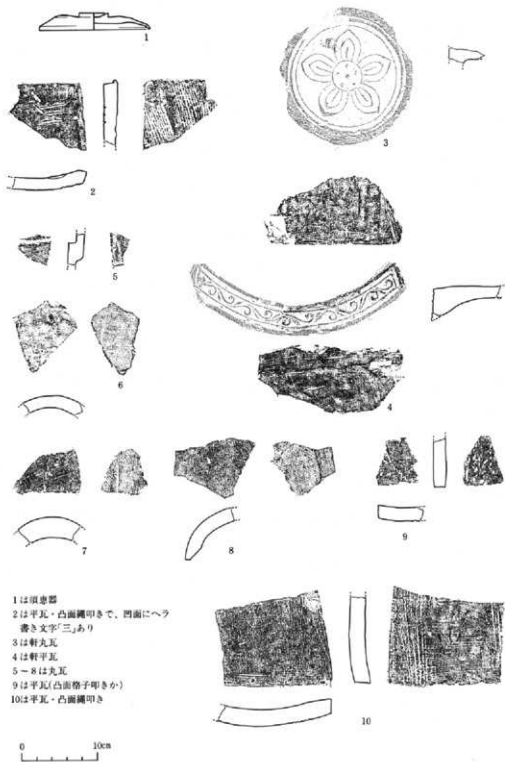 1
2
3
4
5
6
7
8
9
10
1は須恵器
2は平瓦・凸面縄叩きで、凹面にヘラ
書き文字「三」あり
3は軒丸瓦
4は軒平瓦
5～8は丸瓦
9は平瓦(凸面格子叩きか)
10は平瓦・凸面縄叩き
0 10cm